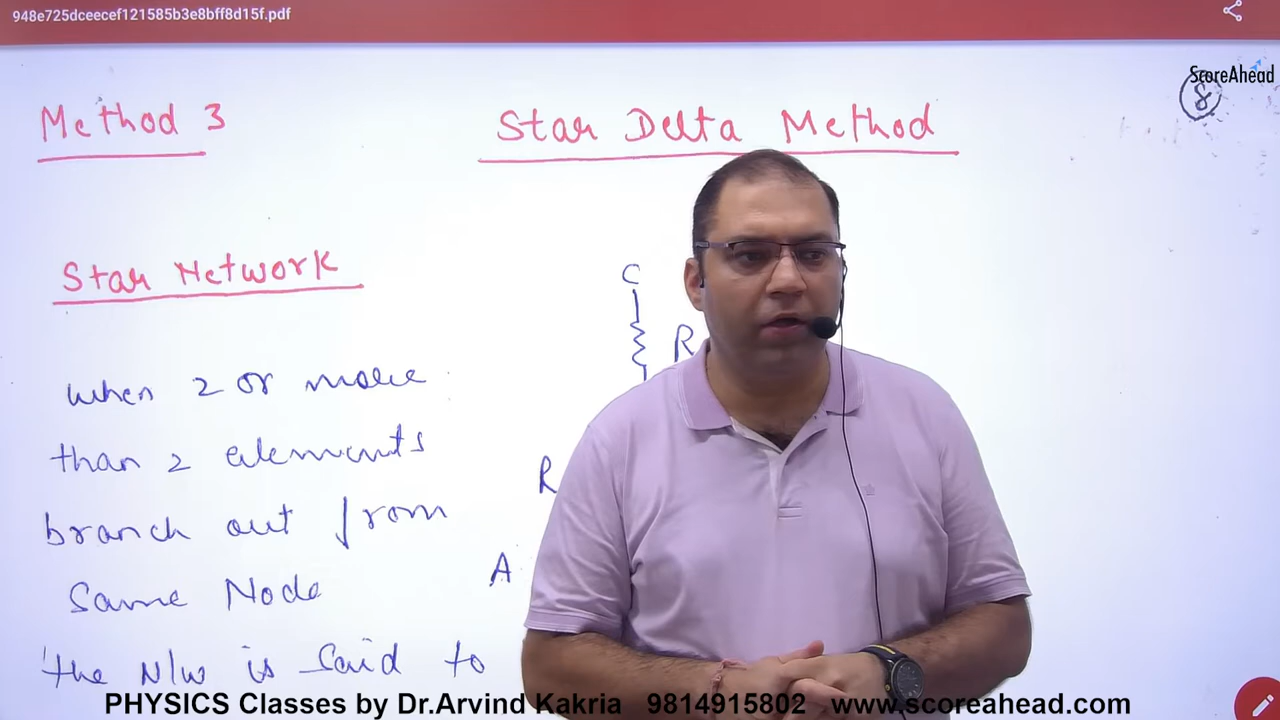 948e725dceecef121585b3e8bff8d15f.pdf
ScoreAhead
8
Method 3
Star Delta Method
Star Network
C
R
when 2 or more
than 2 elements
R
branch out from
A
Same Node
the N/W is Said to
PHYSICS Classes by Dr.Arvind Kakria 9814915802 www.scoreahead.com